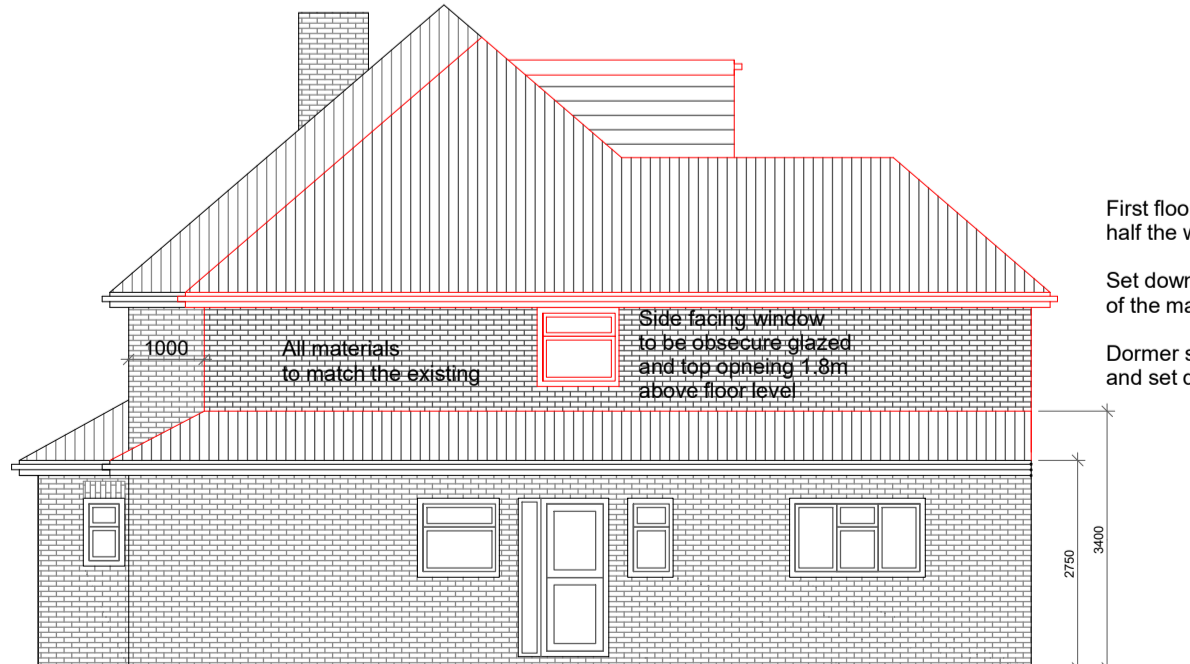 First floo
half the w
Set down
of the ma
Dormer s
and set
1000
All materials
to match the existing
Side facing window
to be obsecure glazed
and top opneing 1.8m
above floor level
2750
3400